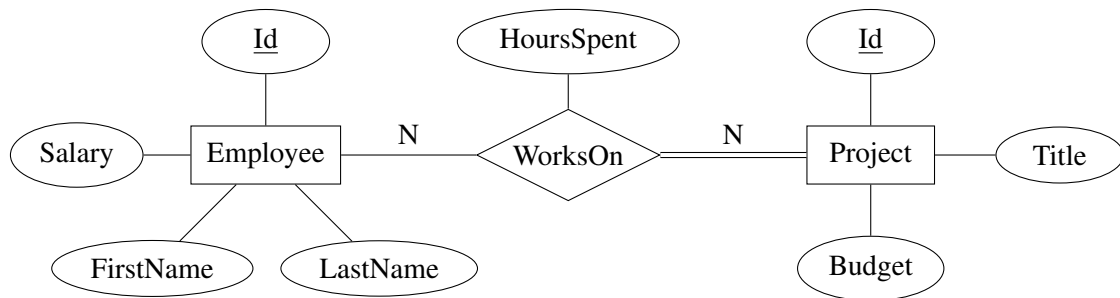 Id
HoursSpent
Id
Salary
Employee
N
WorksOn
N
Project
Title
FirstName
LastName
Budget